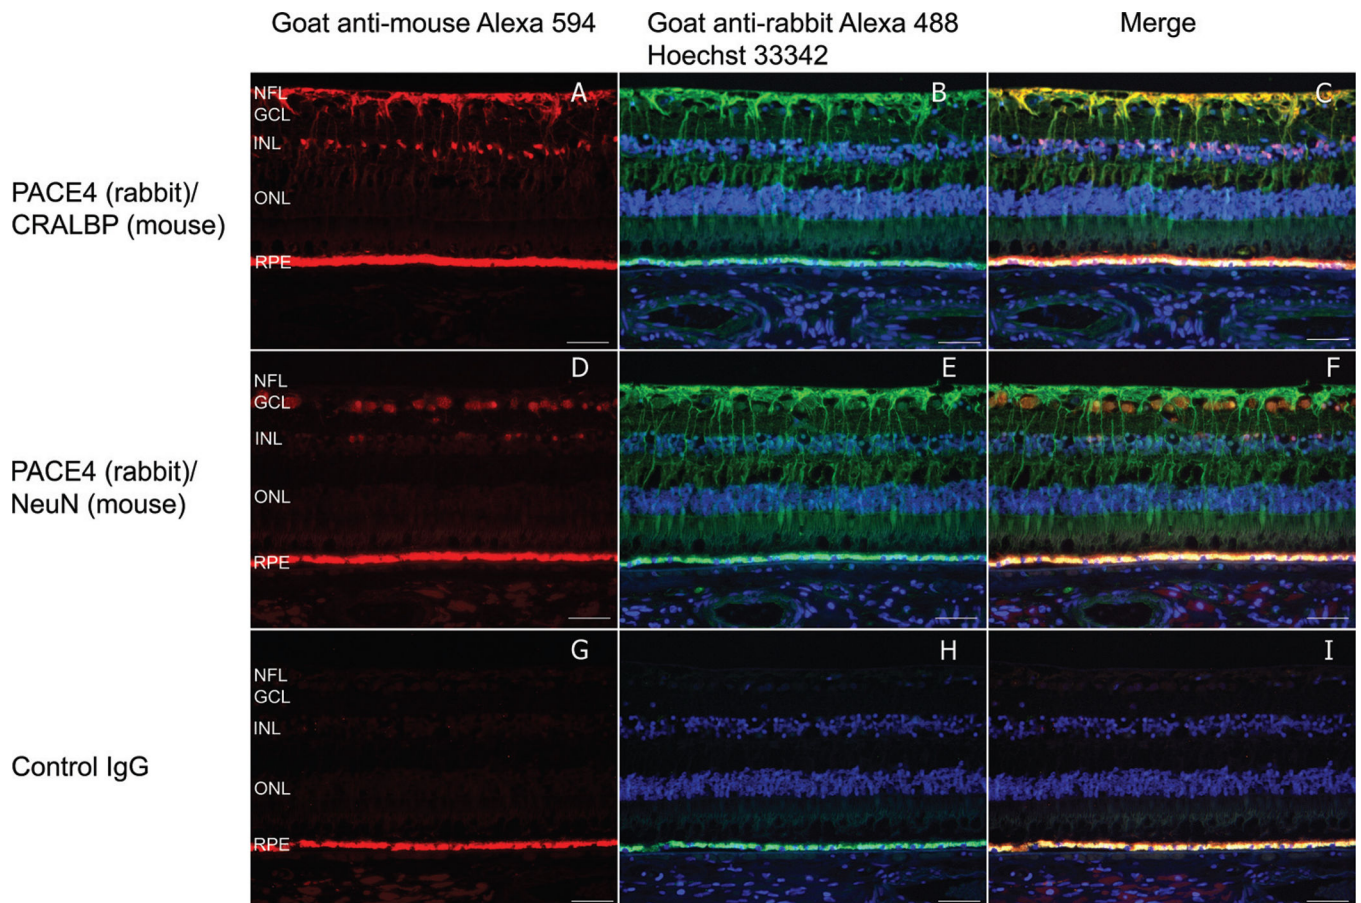 Goat anti-mouse Alexa 594
Goat anti-rabbit Alexa 488
Hoechst 33342
Merge
PACE4 (rabbit)/
CRALBP (mouse)
NFL
GCL
INL
ONL
RPE
A
B
C
PACE4 (rabbit)/
NeuN (mouse)
NFL
GCL
INL
ONL
RPE
D
E
F
Control IgG
NFL
GCL
INL
ONL
RPE
G
H
I